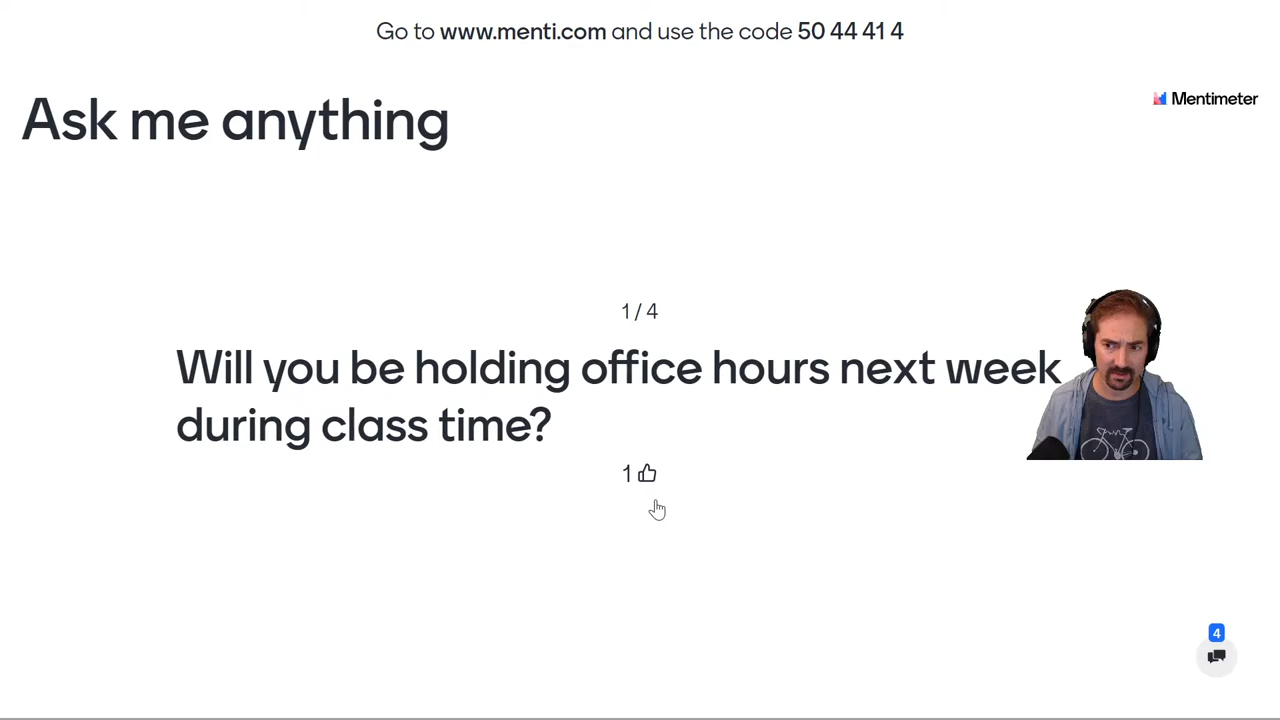 Go to www.menti.com and use the code 50 44 41 4
Ask me anything
Mentimeter
1 / 4
Will you be holding office hours next week
during class time?
1
4